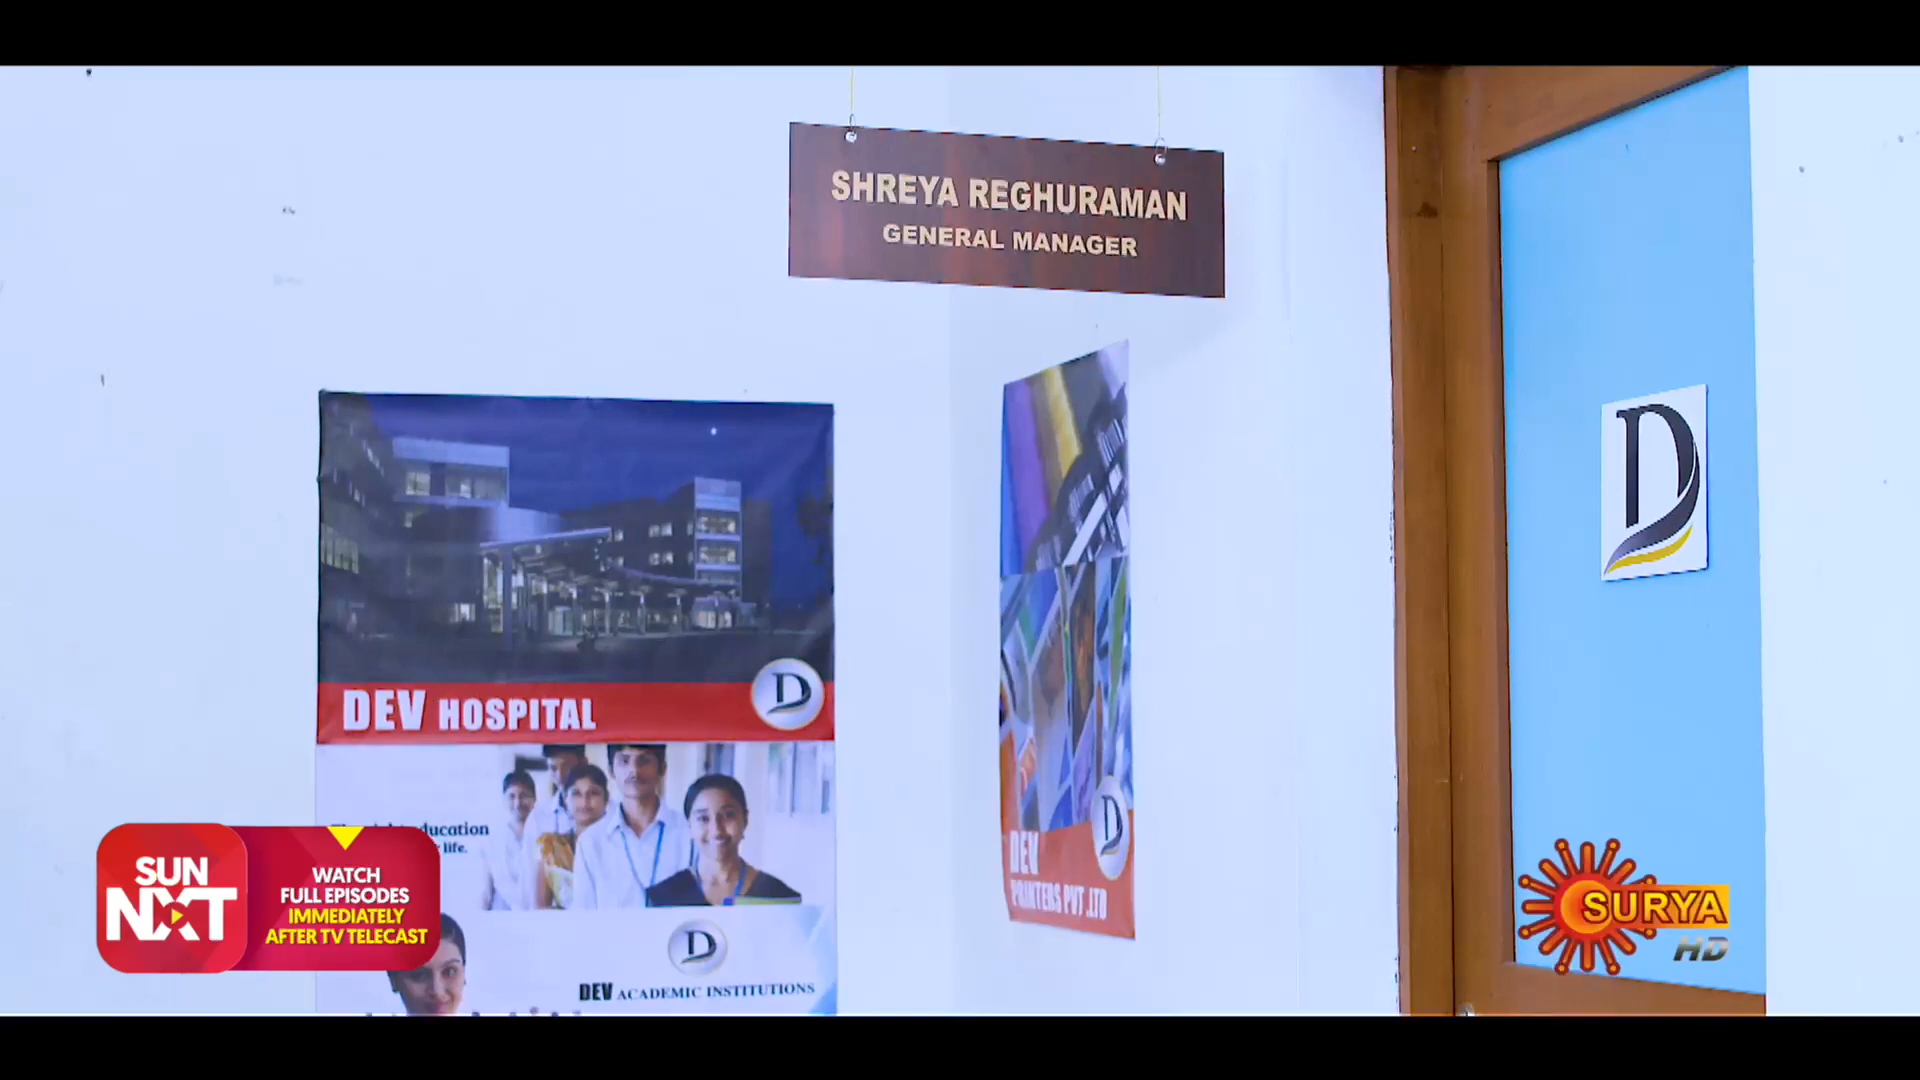 SHREYA REGHURAMAN
GENERAL MANAGER
D
DEV HOSPITAL
D
education
life.
D
DEV ACADEMIC INSTITUTIONS
D
DEV
PRINTERS PVT .LTD
SUN
NXT
WATCH
FULL EPISODES
IMMEDIATELY
AFTER TV TELECAST
SURYA
HD